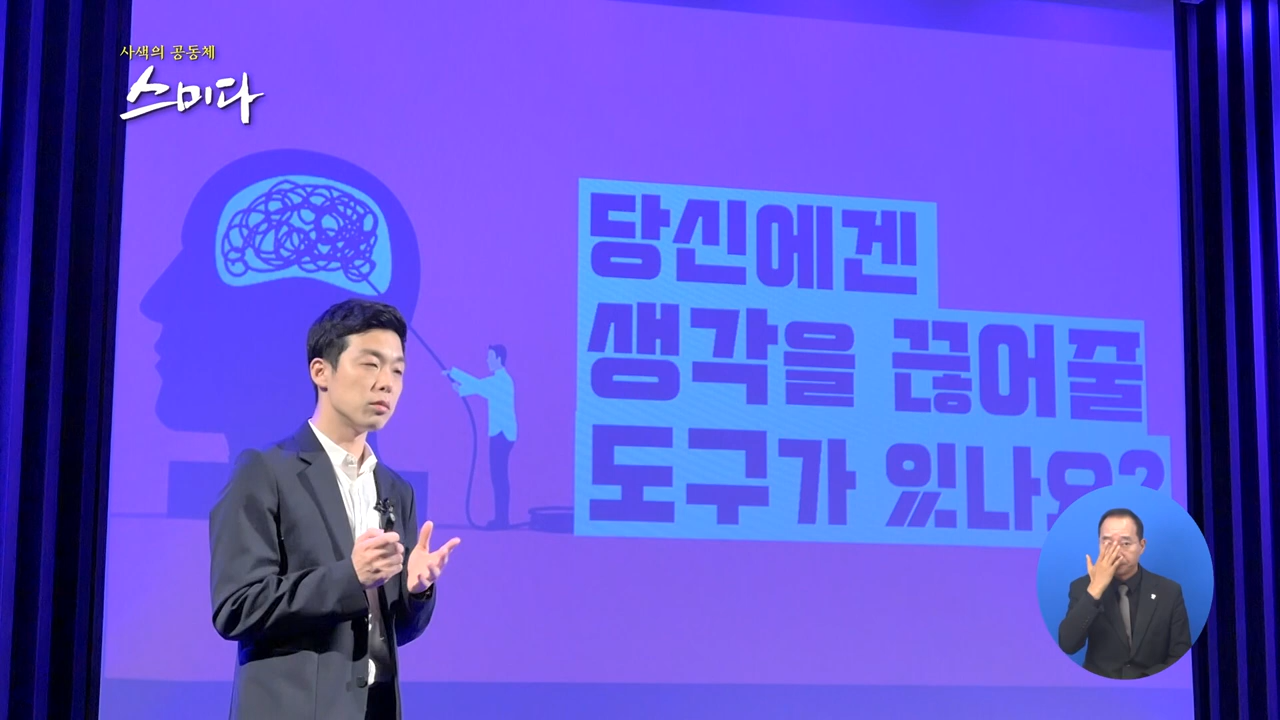 사색의 공동체
스미다
당신에겐
생각을 끊어줄
도구가 있나요?